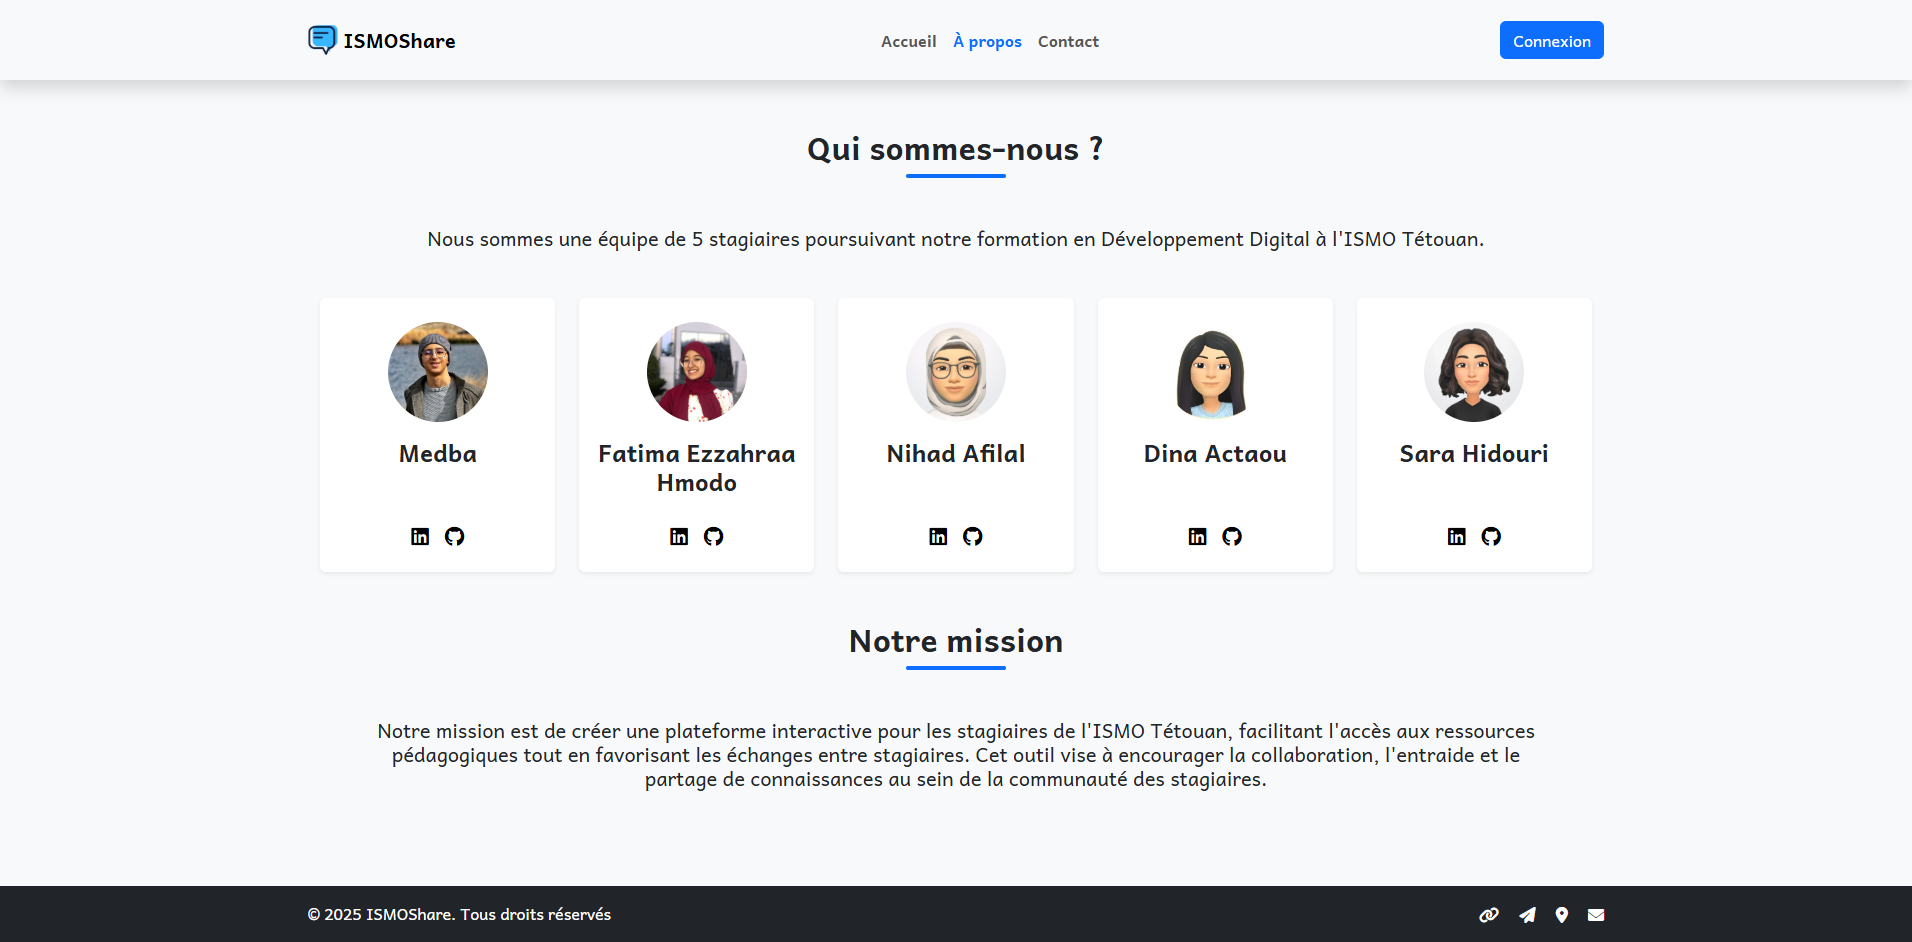 ISMOShare
Accueil À propos Contact
Connexion
Qui sommes-nous ?
Nous sommes une équipe de 5 stagiaires poursuivant notre formation en Développement Digital à l'ISMO Tétouan.
Medba
Fatima Ezzahraa
Hmodo
Nihad Afilal
Dina Actaou
Sara Hidouri
Notre mission
Notre mission est de créer une plateforme interactive pour les stagiaires de l'ISMO Tétouan, facilitant l'accès aux ressources
pédagogiques tout en favorisant les échanges entre stagiaires. Cet outil vise à encourager la collaboration, l'entraide et le
partage de connaissances au sein de la communauté des stagiaires.
© 2025 ISMOShare. Tous droits réservés